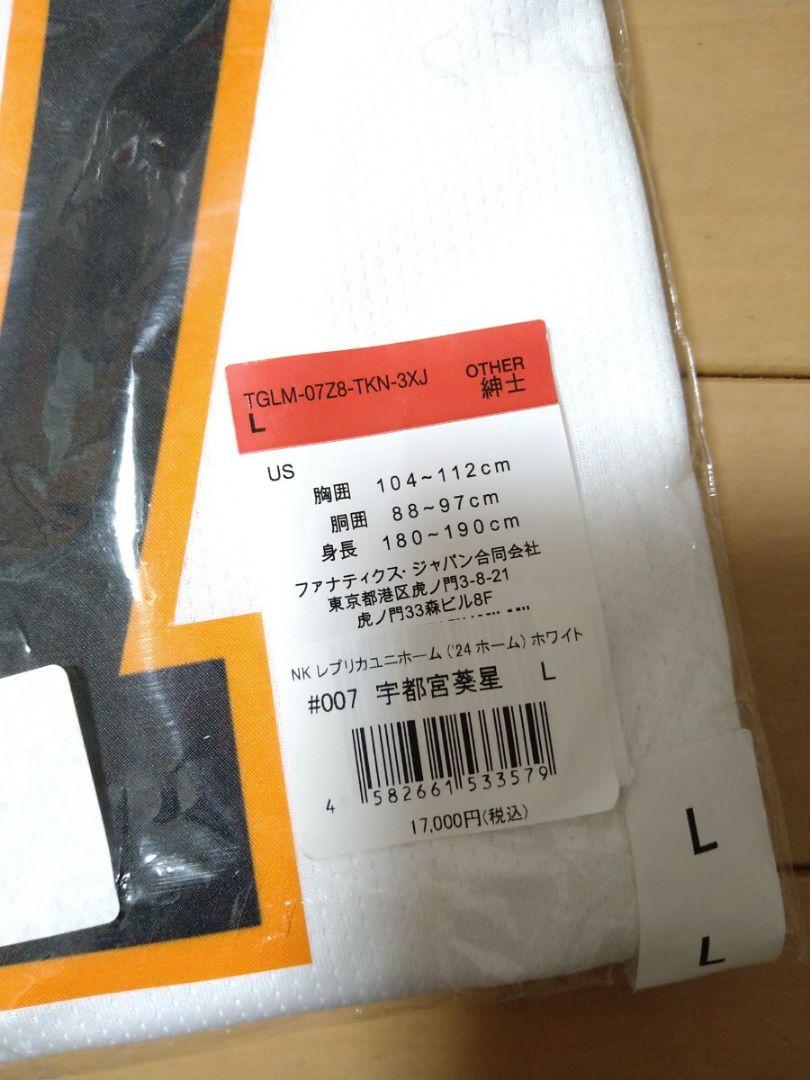 TGLM-07Z8-TKN-3XJ OTHER
L 紳士
US
胸囲 104~112cm
胴囲 88~97cm
身長 180~190cm
ファナティクス・ジャパン合同会社
東京都港区虎ノ門3-8-21
虎ノ門33森ビル8F
NK レプリカユニホーム('24ホーム)ホワイト
#007 宇都宮葵星 L
4 582661 533579
17,000円(税込)
L
L